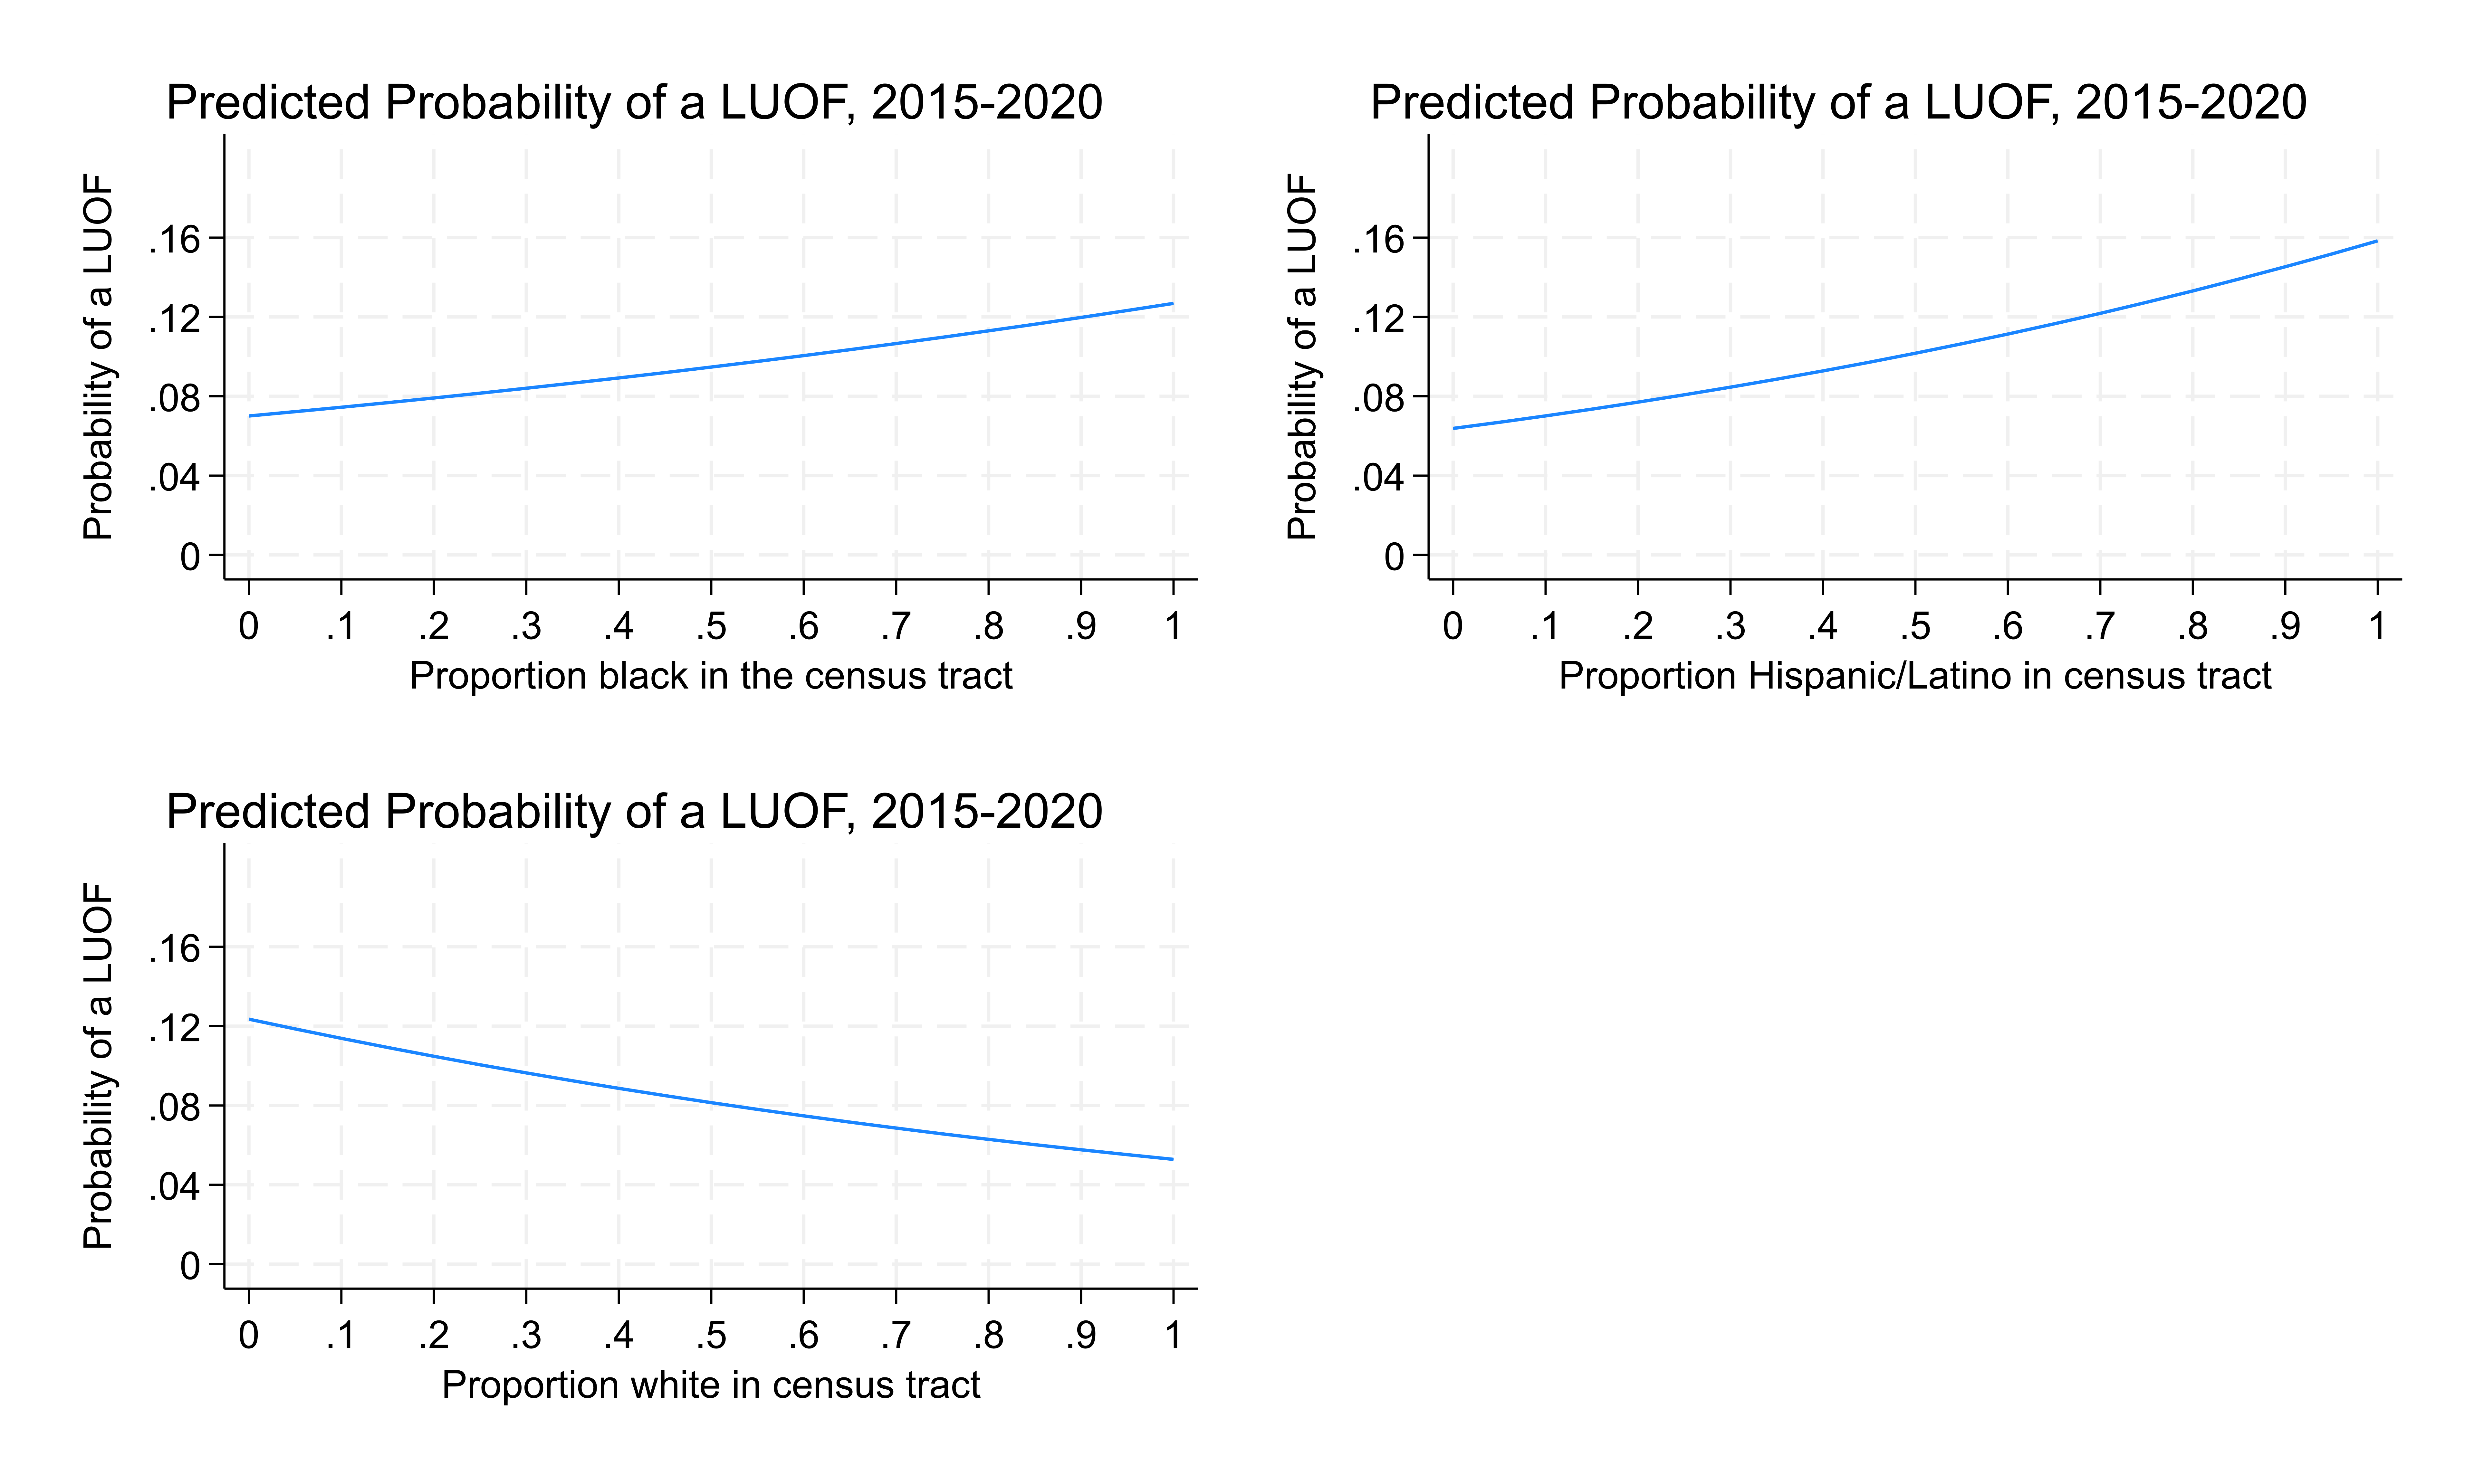 Predicted Probability of a LUOF, 2015-2020
Probability of a LUOF
.16
.12
.08
.04
0
0 .1 .2 .3 .4 .5 .6 .7 .8 .9 1
Proportion black in the census tract
Predicted Probability of a LUOF, 2015-2020
Probability of a LUOF
.16
.12
.08
.04
0
0 .1 .2 .3 .4 .5 .6 .7 .8 .9 1
Proportion Hispanic/Latino in census tract
Predicted Probability of a LUOF, 2015-2020
Probability of a LUOF
.16
.12
.08
.04
0
0 .1 .2 .3 .4 .5 .6 .7 .8 .9 1
Proportion white in census tract